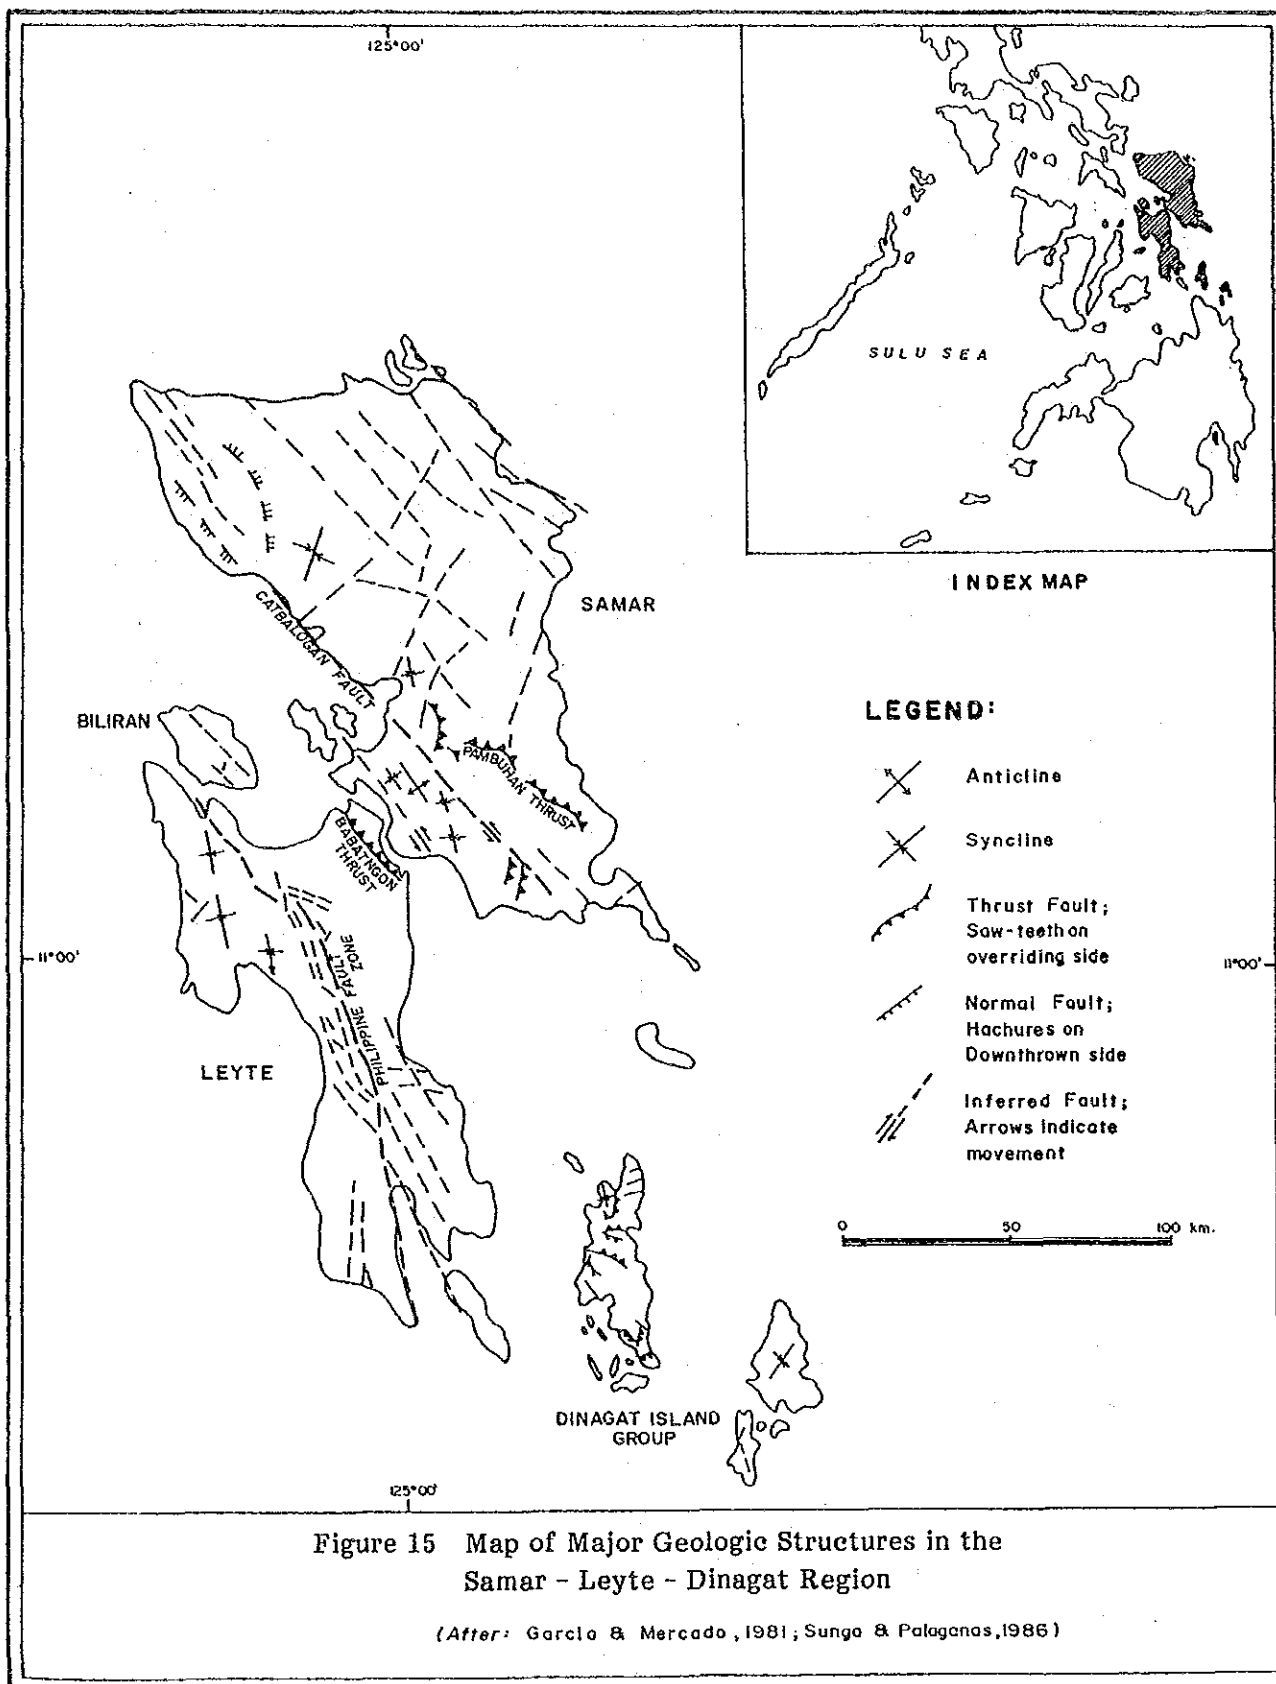 125°00'
SULU SEA
INDEX MAP
SAMAR
CATBALOGAN FAULT
BILIRAN
PAMBUHAN THRUST
BABATNGON
THRUST
11°00'
11°00'
PHILIPPINE FAULT
ZONE
LEYTE
LEGEND:
Anticline
Syncline
Thrust Fault;
Saw-teeth on
overriding side
Normal Fault;
Hachures on
Downthrown side
Inferred Fault;
Arrows indicate
movement
0 50 100 km.
DINAGAT ISLAND
GROUP
125°00'
Figure 15 Map of Major Geologic Structures in the
Samar - Leyte - Dinagat Region
(After: Garcia & Mercado, 1981; Sunga & Palaganas, 1986)